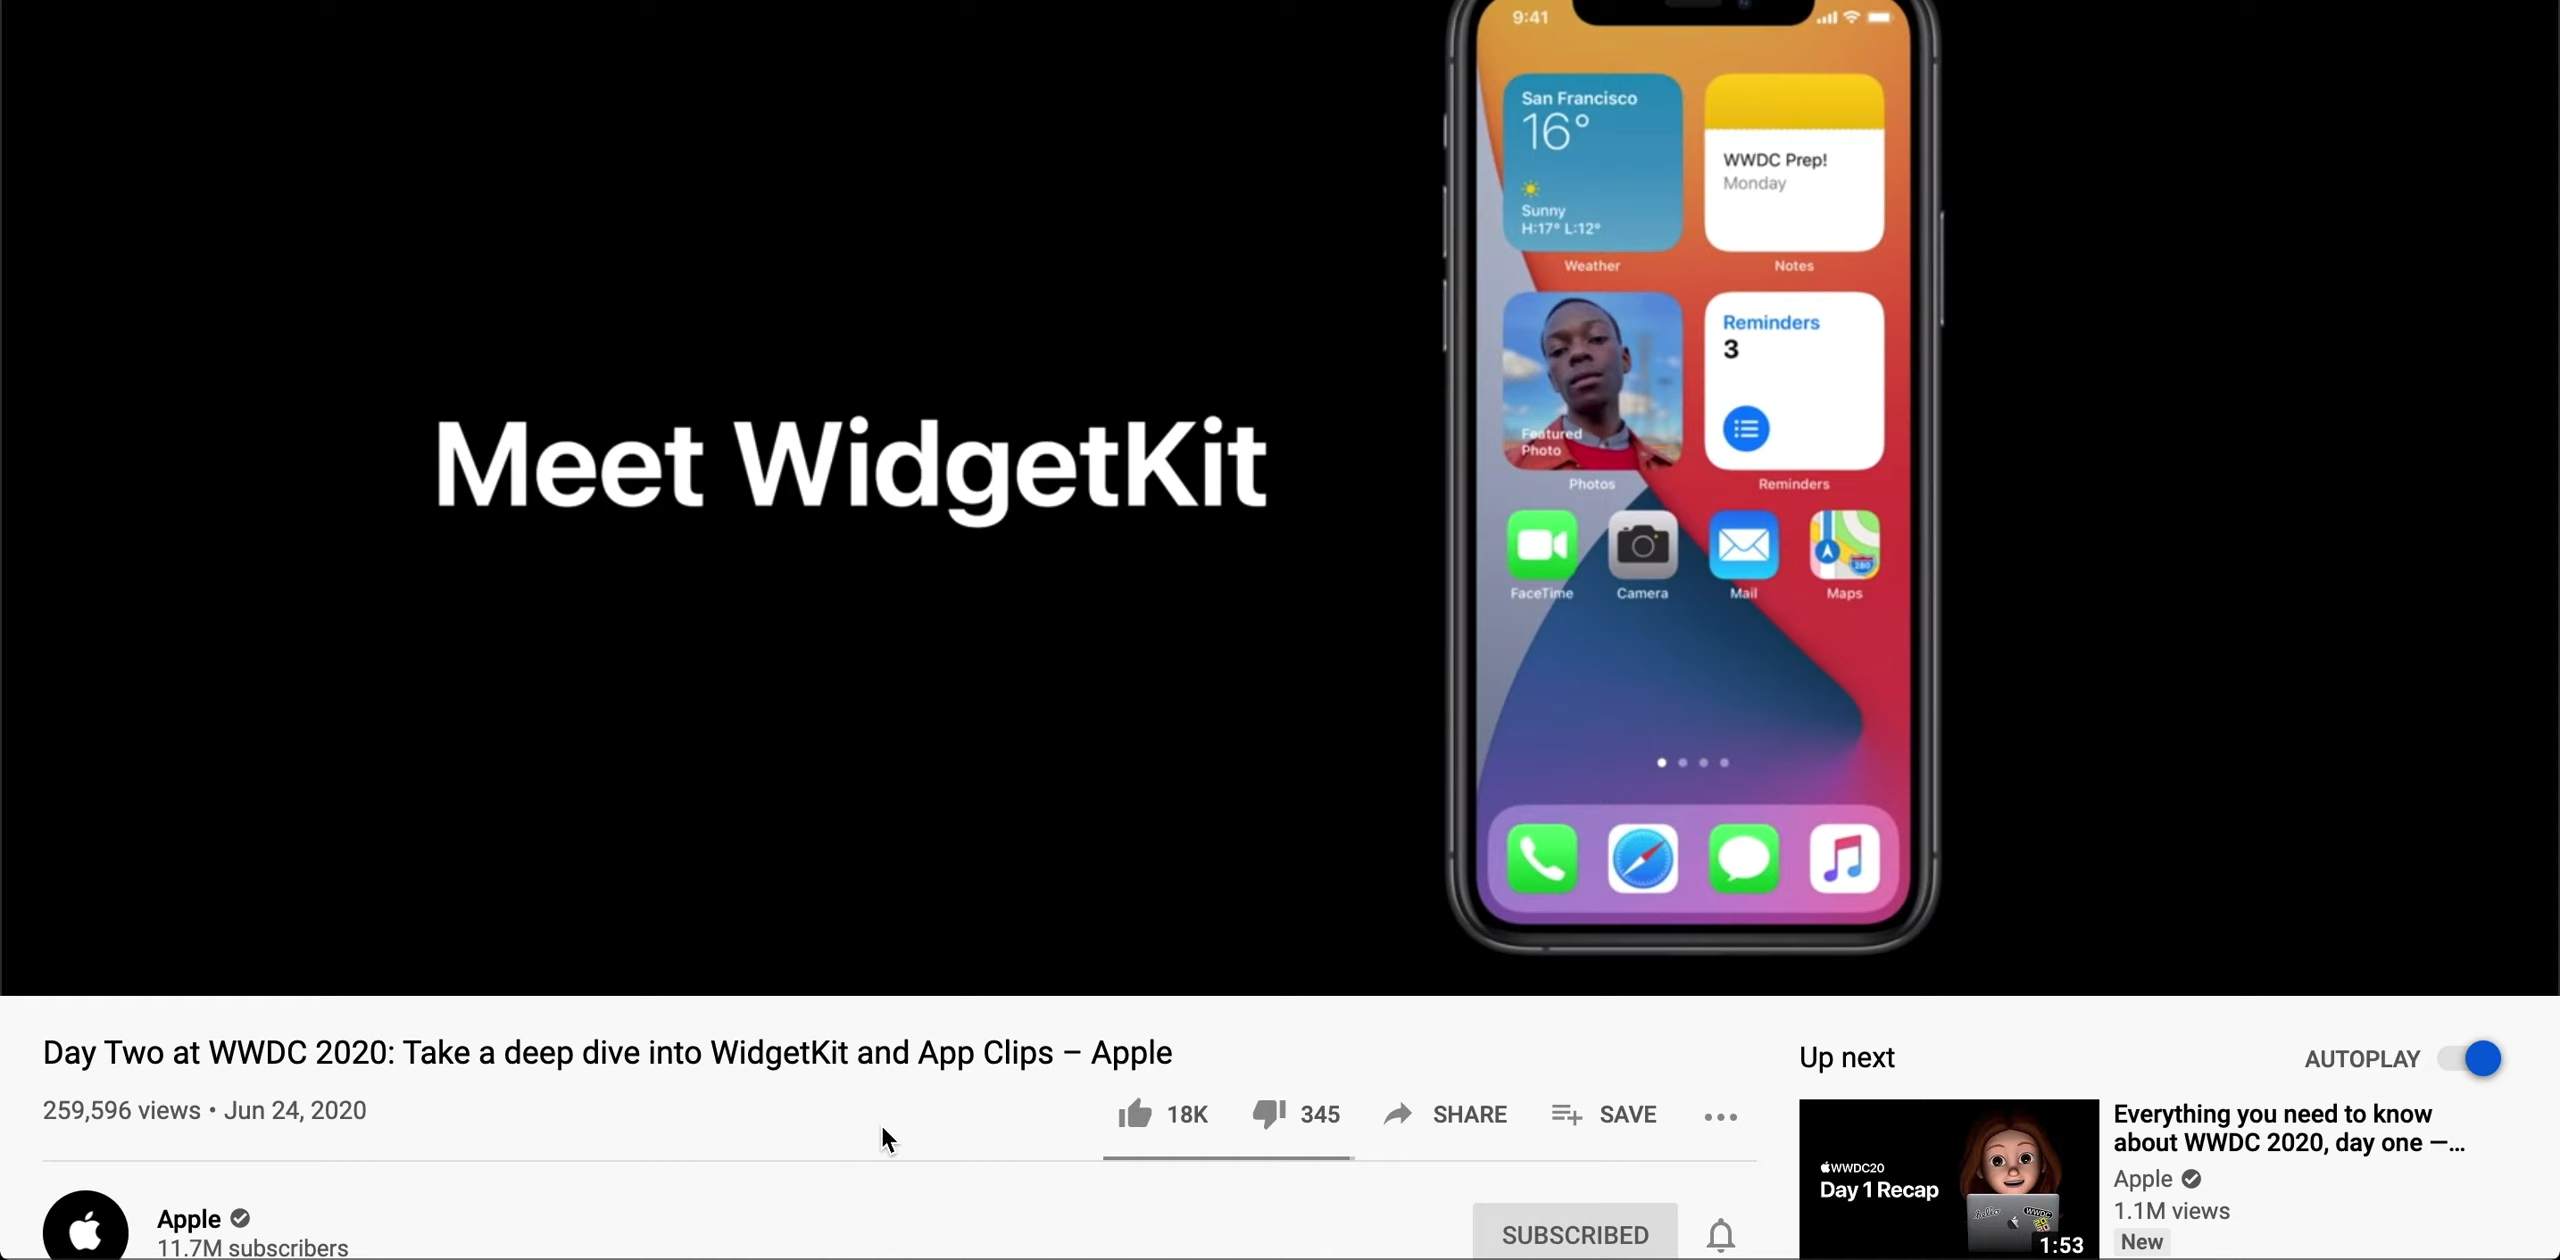 9:41
San Francisco
16°
Sunny
H:17° L:12°
Weather
WWDC Prep!
Monday
Notes
Featured
Photo
Photos
Reminders
3
Reminders
FaceTime
Camera
Mail
280
Maps
Meet WidgetKit
Day Two at WWDC 2020: Take a deep dive into WidgetKit and App Clips – Apple
259,596 views • Jun 24, 2020
18K
345
SHARE
SAVE
Apple
11.7M subscribers
SUBSCRIBED
Up next
AUTOPLAY
WWDC20
Day 1 Recap
hello
WWDC
1:53
Everything you need to know
about WWDC 2020, day one —...
Apple
1.1M views
New